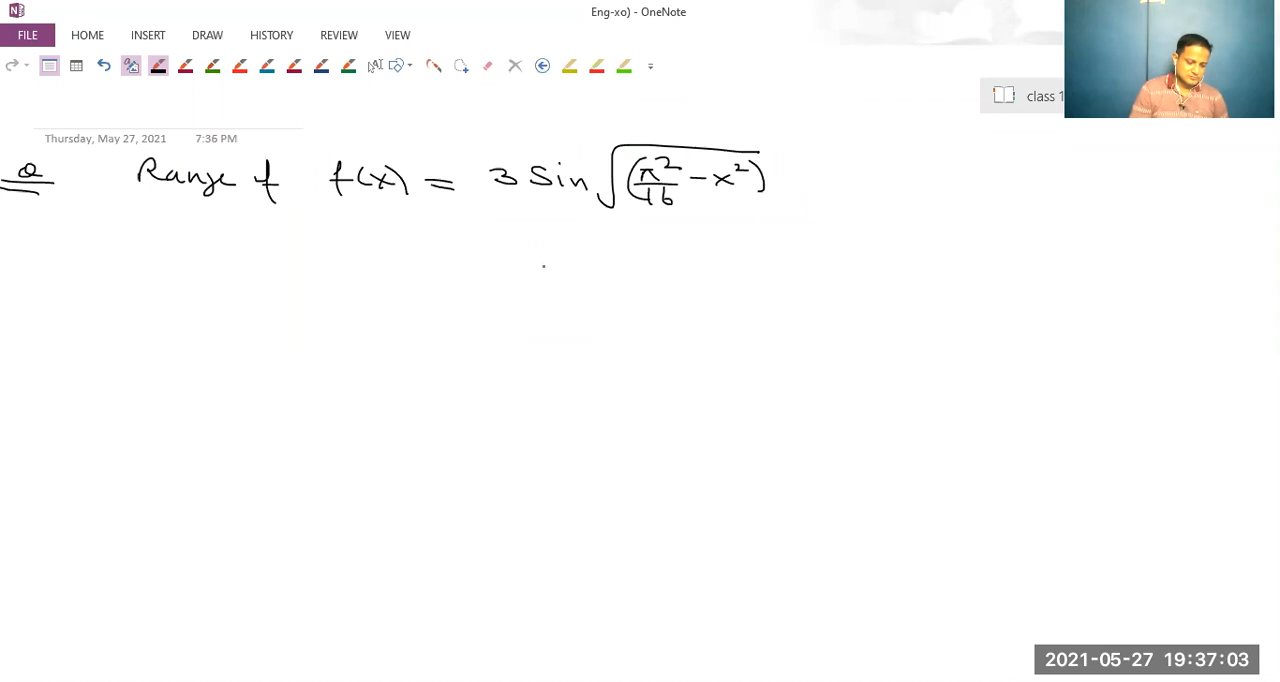 Eng-xo) - OneNote
FILE HOME INSERT DRAW HISTORY REVIEW VIEW
class 1
Thursday, May 27, 2021 7:36 PM
Q Range of f(x) = 3 Sin √(π²/16 - x²)
2021-05-27 19:37:03